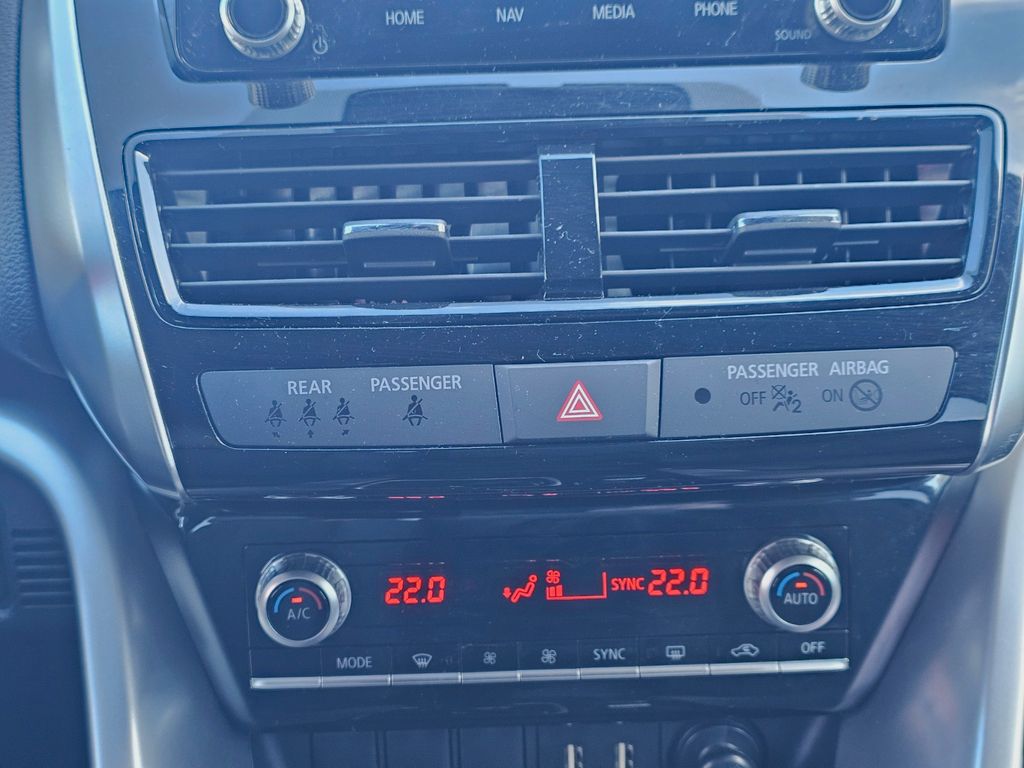 HOME NAV MEDIA PHONE
SOUND
REAR PASSENGER
PASSENGER AIRBAG
OFF 2 ON
22.0 SYNC 22.0
A/C AUTO
MODE SYNC OFF